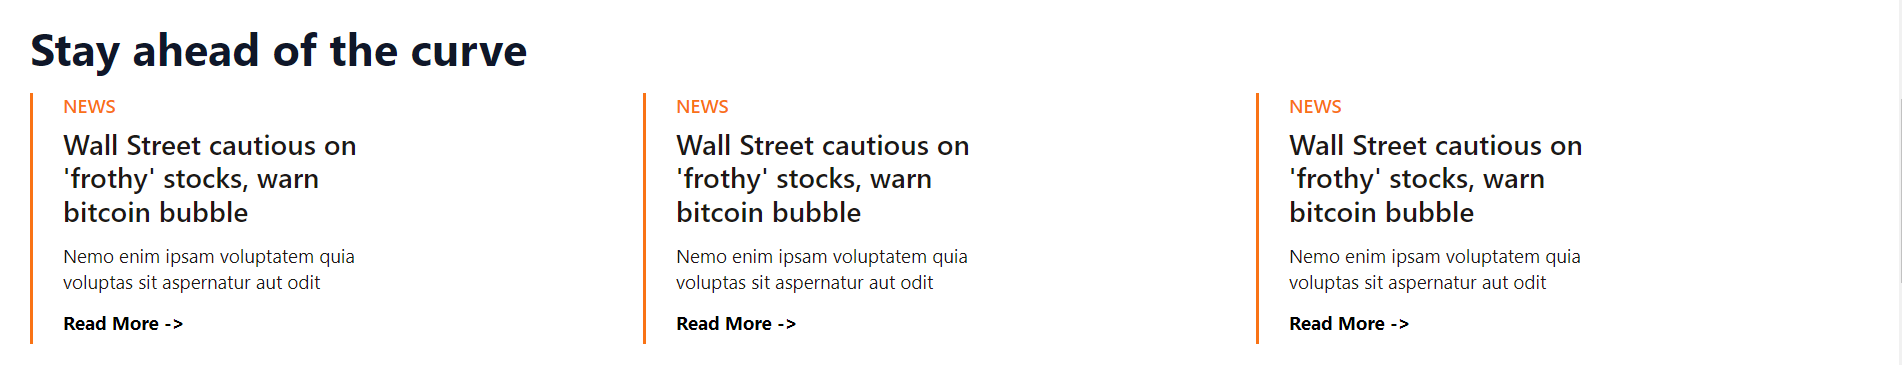 Stay ahead of the curve
NEWS
Wall Street cautious on
'frothy' stocks, warn
bitcoin bubble
Nemo enim ipsam voluptatem quia
voluptas sit aspernatur aut odit
Read More ->
NEWS
Wall Street cautious on
'frothy' stocks, warn
bitcoin bubble
Nemo enim ipsam voluptatem quia
voluptas sit aspernatur aut odit
Read More ->
NEWS
Wall Street cautious on
'frothy' stocks, warn
bitcoin bubble
Nemo enim ipsam voluptatem quia
voluptas sit aspernatur aut odit
Read More ->